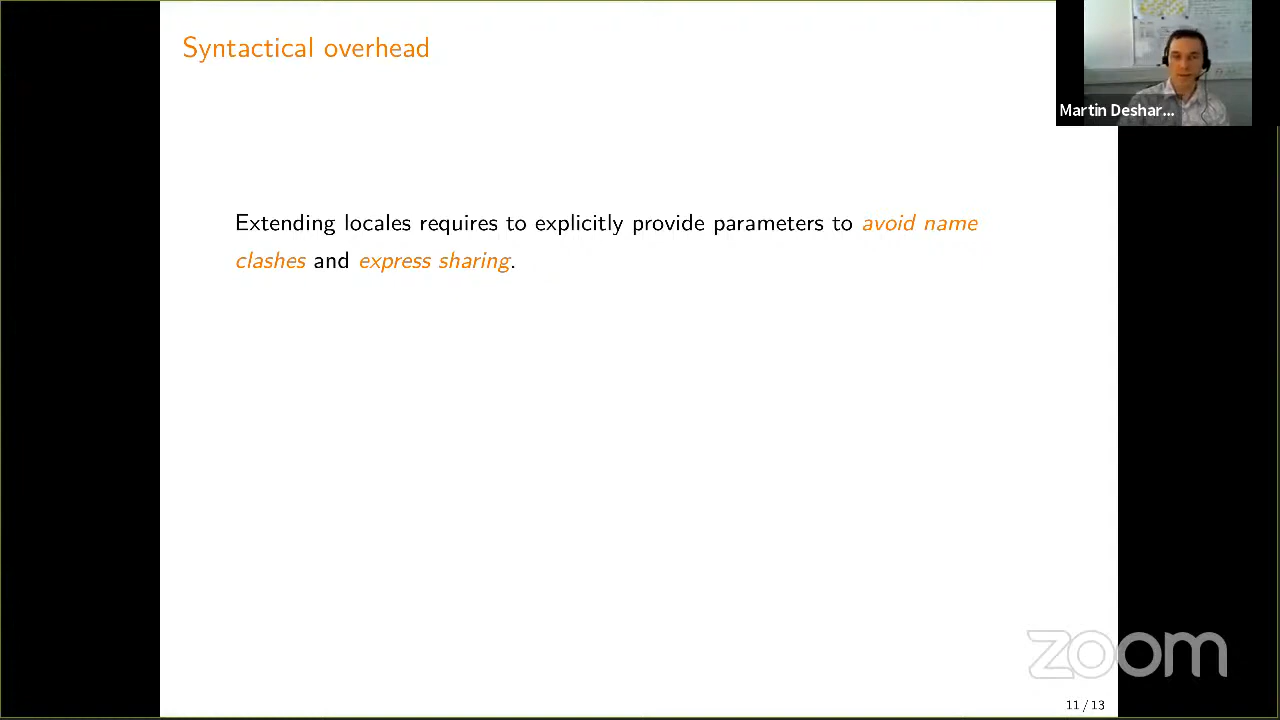 Syntactical overhead
Martin Deshar...
Extending locales requires to explicitly provide parameters to avoid name
clashes and express sharing.
zoom
11 / 13